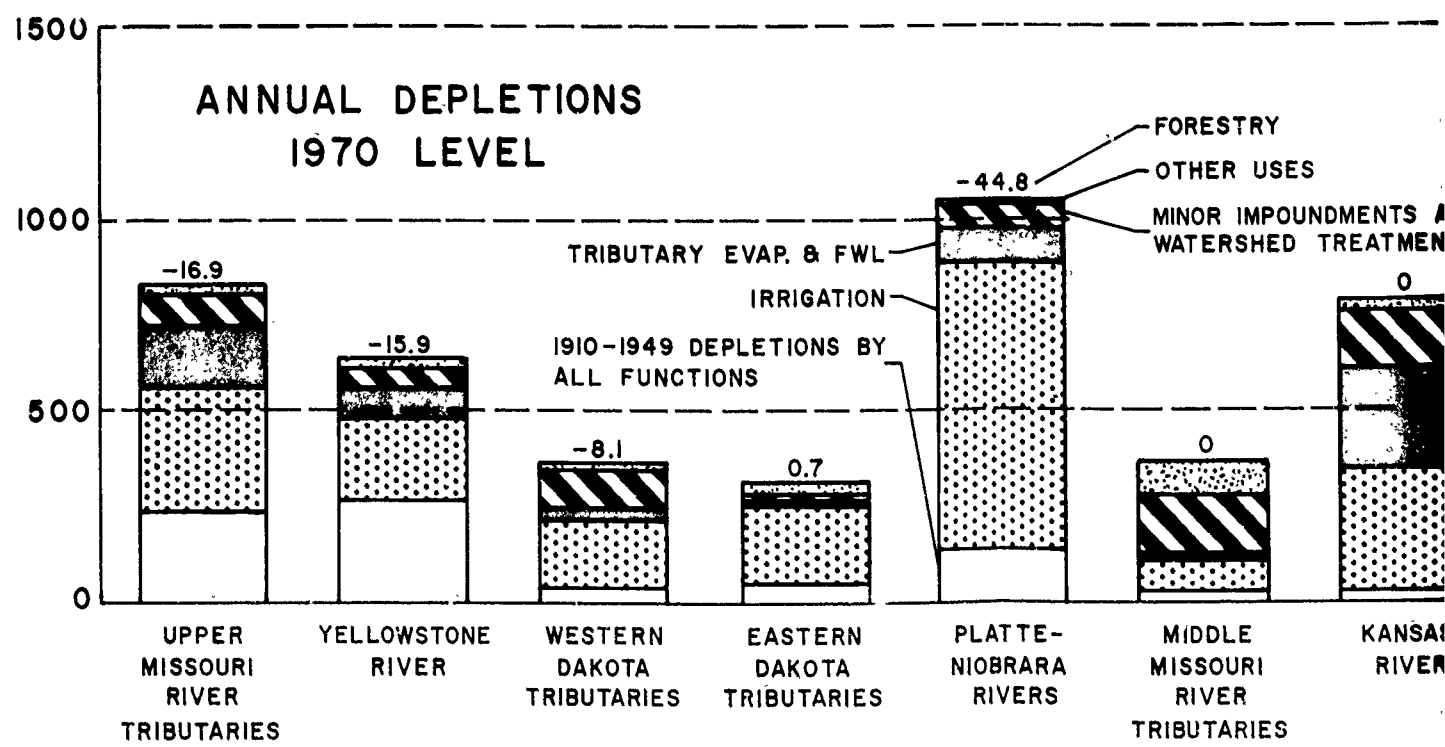 1500
ANNUAL DEPLETIONS
1970 LEVEL
FORESTRY
OTHER USES
-44.8
1000
MINOR IMPOUNDMENTS
WATERSHED
TRIBUTARY EVAP. & FWL
-16.9
0
IRRIGATION
-15.9
1910-1949 DEPLETIONS BY
ALL FUNCTIONS
500
-8.1
0.7
0
0
UPPER
MISSOURI
RIVER
TRIBUTARIES
YELLOWSTONE
RIVER
WESTERN
DAKOTA
TRIBUTARIES
EASTERN
DAKOTA
TRIBUTARIES
PLATTE-
NIOBRARA
RIVERS
MIDDLE
MISSOURI
RIVER
TRIBUTARIES
RIVER